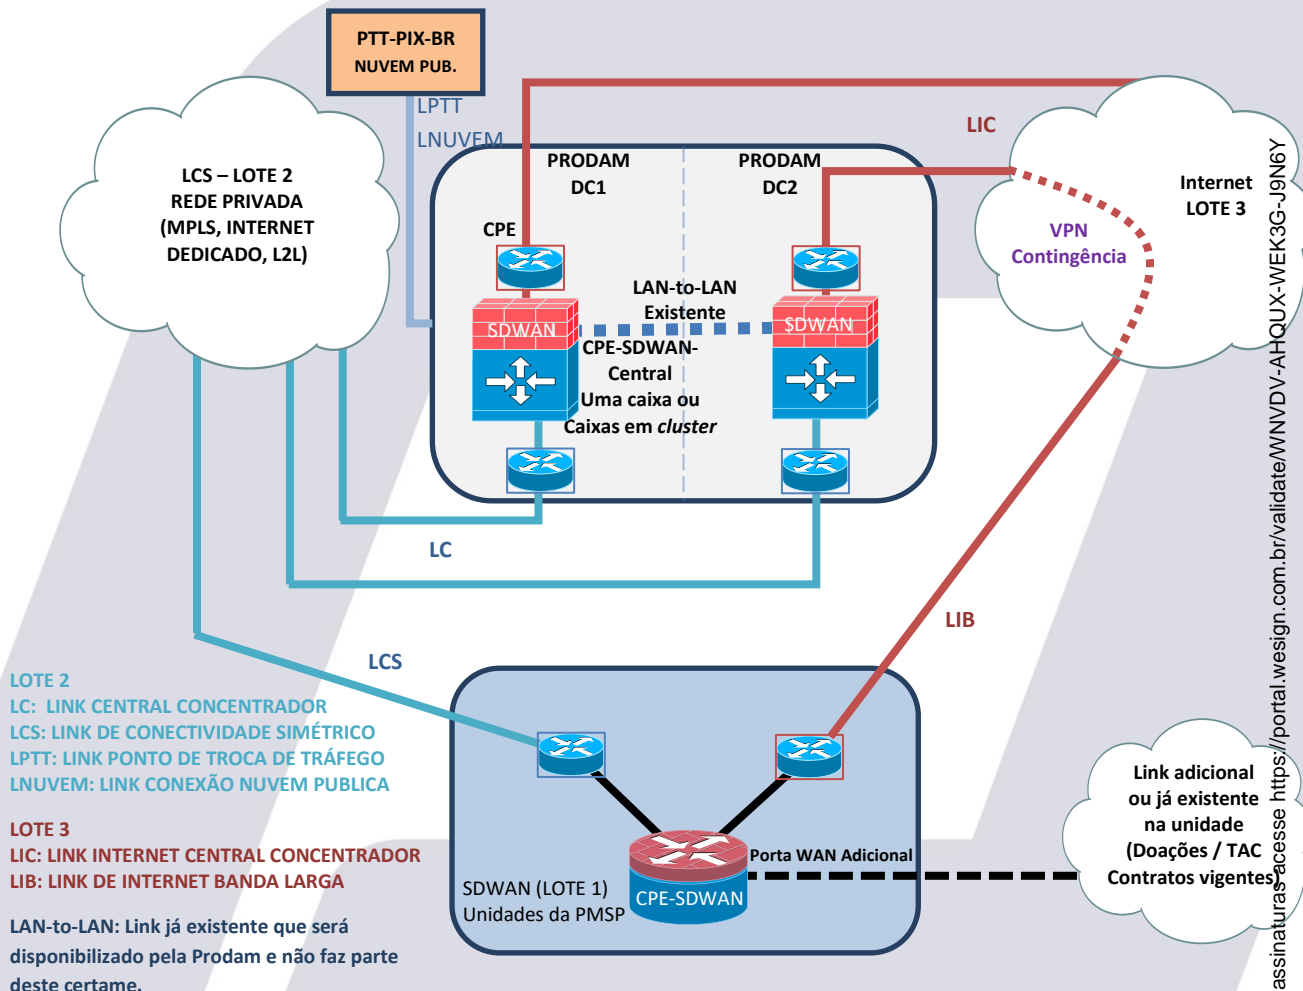 PTT-PIX-BR
NUVEM PUB.
LPTT
LNUVEM
LIC
PRODAM
DC1
PRODAM
DC2
LCS – LOTE 2
REDE PRIVADA
(MPLS, INTERNET
DEDICADO, L2L)
Internet
LOTE 3
VPN
Contingência
CPE
LAN-to-LAN
Existente
SDWAN
SDWAN
CPE-SDWAN-
Central
Uma caixa ou
Caixas em cluster
LC
LIB
LCS
LOTE 2
LC: LINK CENTRAL CONCENTRADOR
LCS: LINK DE CONECTIVIDADE SIMÉTRICO
LPTT: LINK PONTO DE TROCA DE TRÁFEGO
LNUVEM: LINK CONEXÃO NUVEM PUBLICA
LOTE 3
LIC: LINK INTERNET CENTRAL CONCENTRADOR
LIB: LINK DE INTERNET BANDA LARGA
LAN-to-LAN: Link já existente que será
disponibilizado pela Prodam e não faz parte
deste certame.
SDWAN (LOTE 1)
Unidades da PMSP
CPE-SDWAN
Porta WAN Adicional
Link adicional
ou já existente
na unidade
(Doações / TAC
Contratos vigentes)
assinaturas acesse https://portal.wesign.com.br/validate/WNVDV-AHQUX-WEK3G-J9N6Y